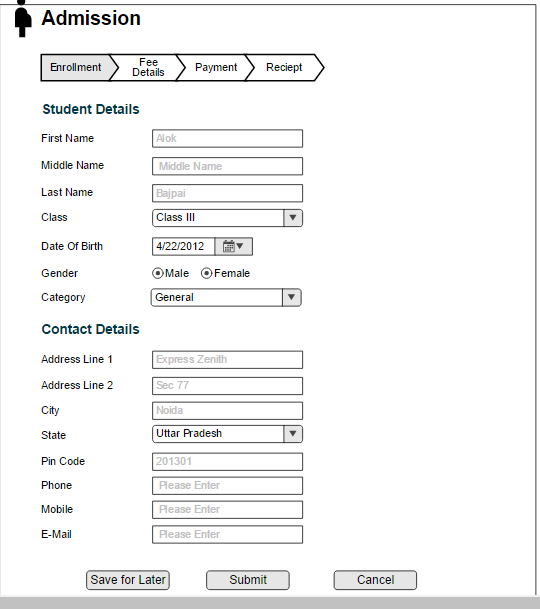 Admission
Enrollment Fee Details Payment Reciept
Student Details
First Name Alok
Middle Name Middle Name
Last Name Bajpai
Class Class III
Date Of Birth 4/22/2012
Gender Male Female
Category General
Contact Details
Address Line 1 Express Zenith
Address Line 2 Sec 77
City Noida
State Uttar Pradesh
Pin Code 201301
Phone Please Enter
Mobile Please Enter
E-Mail Please Enter
Save for Later Submit Cancel